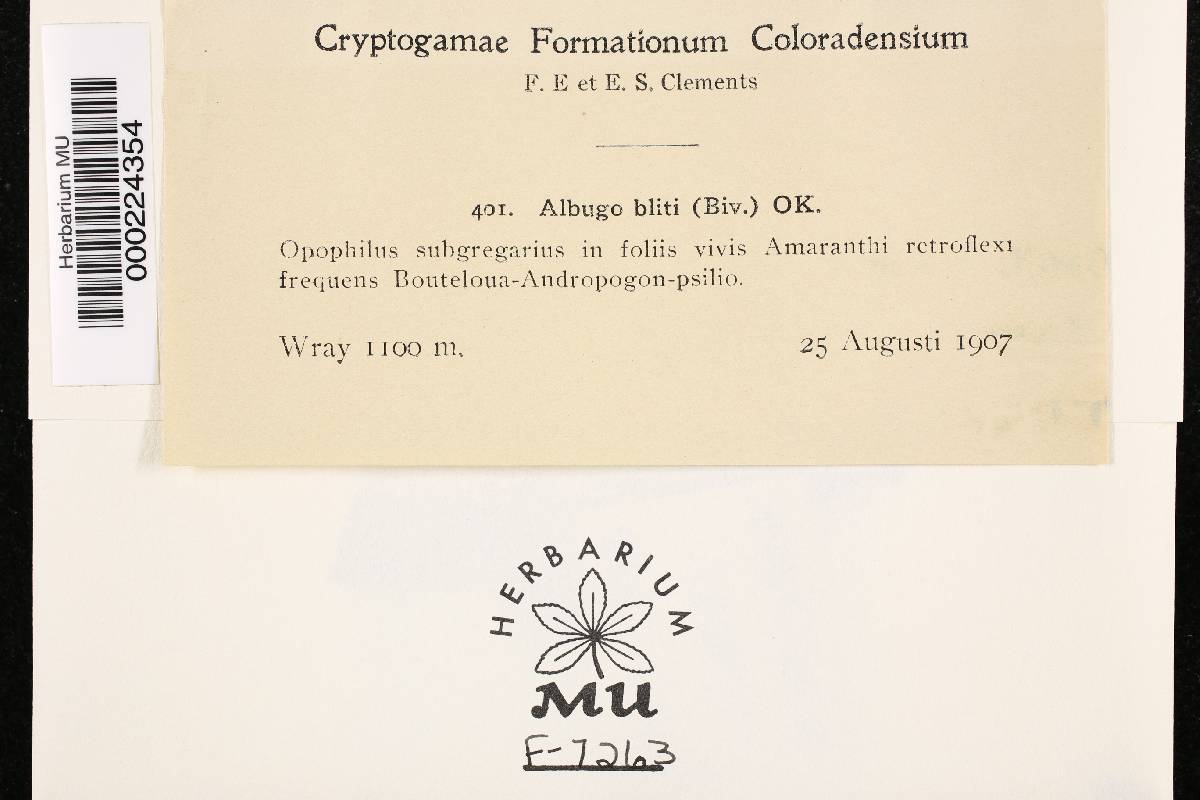 Cryptogamae Formationum Coloradensium
F. E et E. S. Clements
401. Albugo bliti (Biv.) OK.
Opophilus subgregarius in foliis vivis Amaranthi retroflexi
frequens Bouteloua-Andropogon-psilio.
Wray 1100 m. 25 Augusti 1907
Herbarium MU
000224354
HERBARIUM
MU
F-7263